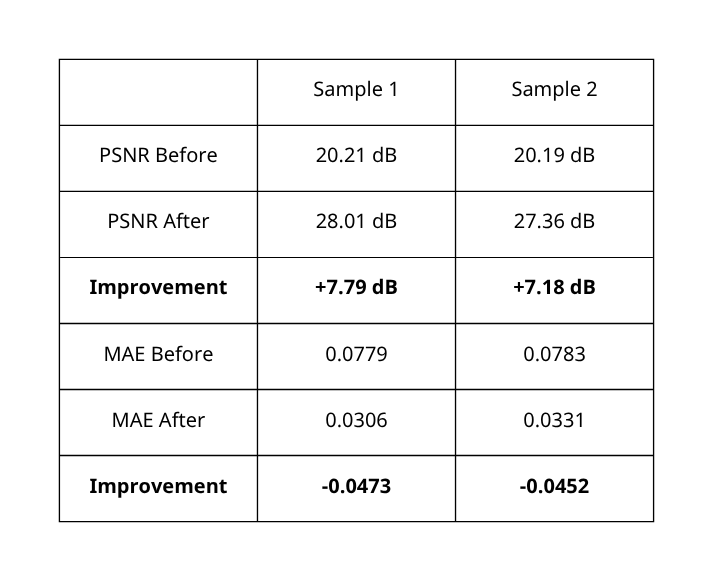 Sample 1 Sample 2
PSNR Before 20.21 dB 20.19 dB
PSNR After 28.01 dB 27.36 dB
Improvement +7.79 dB +7.18 dB
MAE Before 0.0779 0.0783
MAE After 0.0306 0.0331
Improvement -0.0473 -0.0452